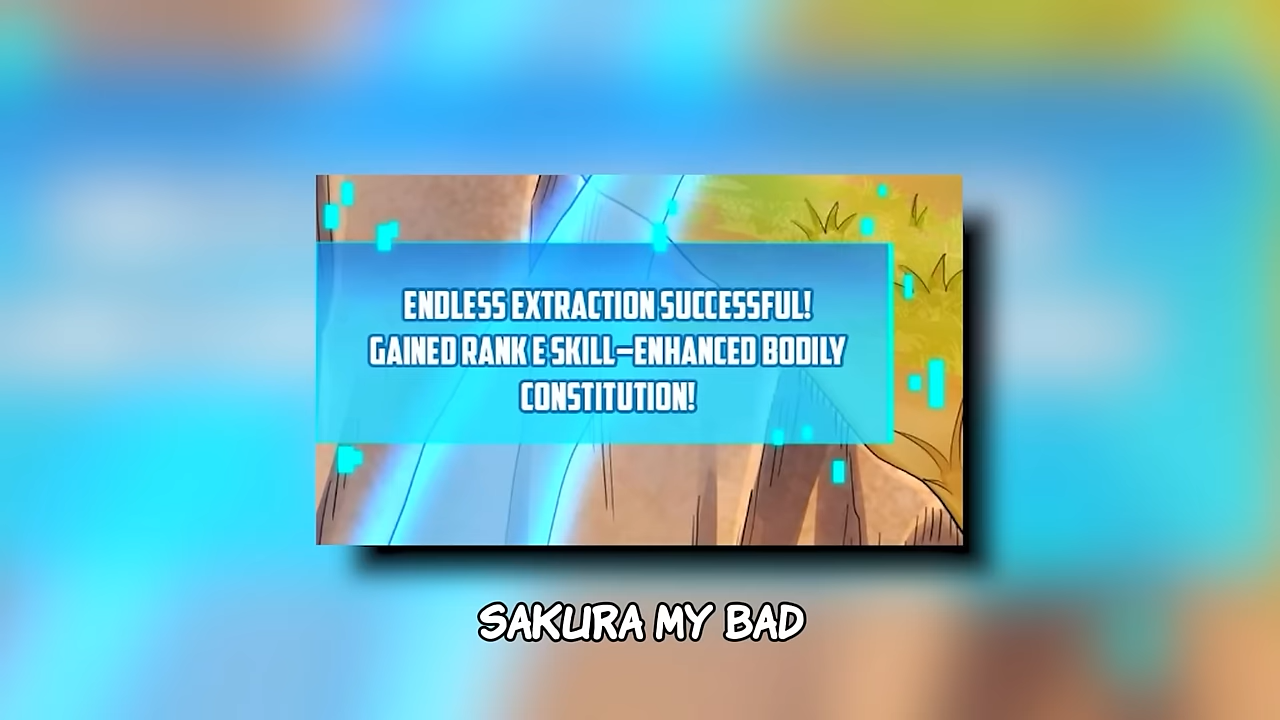 ENDLESS EXTRACTION SUCCESSFUL!
GAINED RANK E SKILL–ENHANCED BODILY
CONSTITUTION!
SAKURA MY BAD